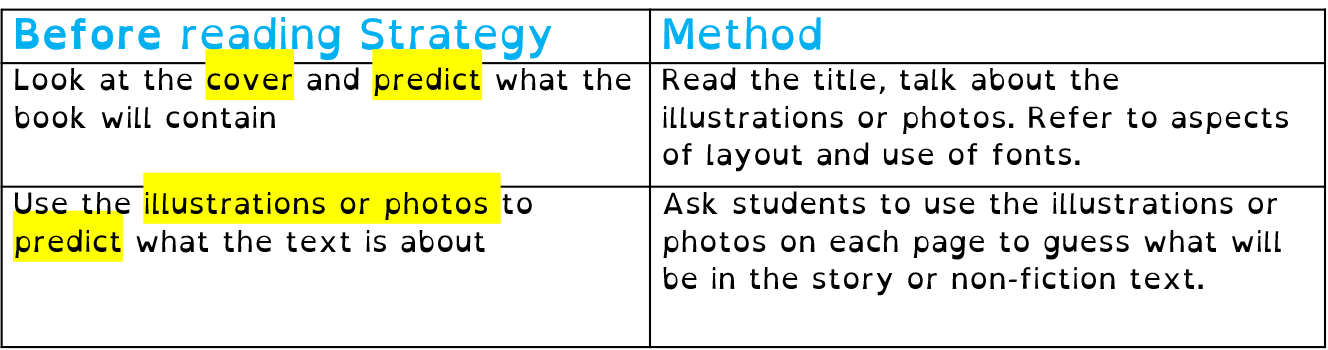 Before reading Strategy
Method
Look at the cover and predict what the
book will contain
Read the title, talk about the
illustrations or photos. Refer to aspects
of layout and use of fonts.
Use the illustrations or photos to
predict what the text is about
Ask students to use the illustrations or
photos on each page to guess what will
be in the story or non-fiction text.